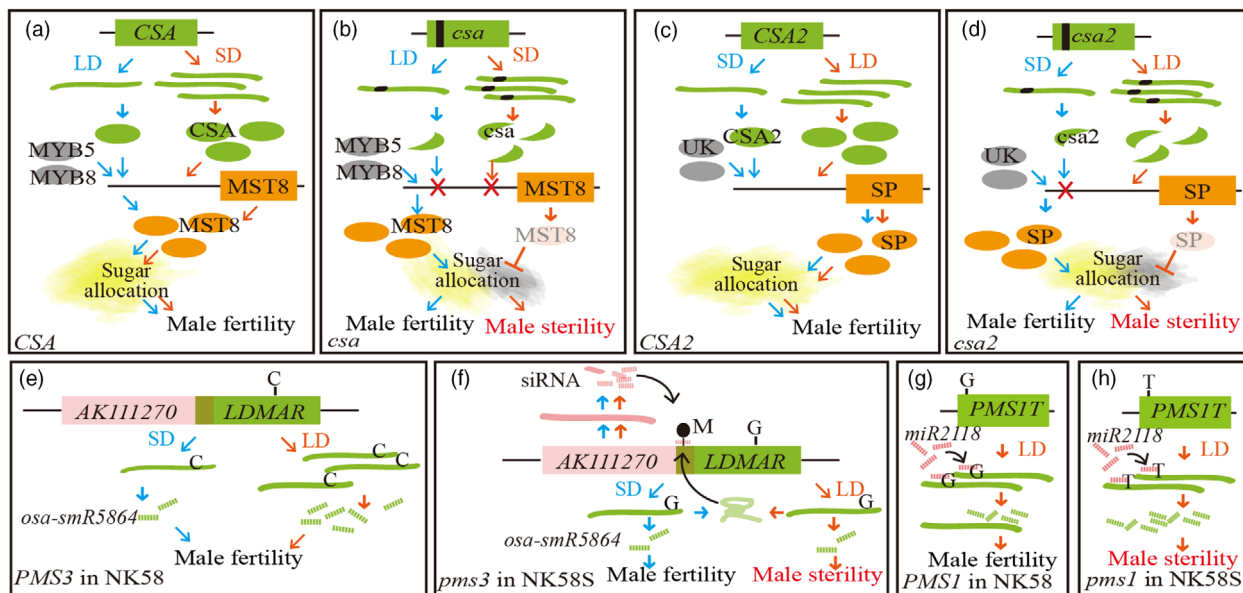 (a)
CSA
LD
SD
CSA
MYB5
MYB8
MST8
MST8
Sugar
allocation
Male fertility
CSA
(b)
csa
LD
SD
csa
MYB5
MYB8
MST8
MST8
MST8
Sugar
allocation
Male fertility
Male sterility
csa
(c)
CSA2
SD
LD
CSA2
UK
SP
SP
Sugar
allocation
Male fertility
CSA2
(d)
csa2
SD
LD
csa2
UK
SP
SP
SP
Sugar
allocation
Male fertility
Male sterility
csa2
(e)
C
AK111270
LDMAR
SD
LD
C
C
C
C
osa-smR5864
Male fertility
PMS3 in NK58
(f)
siRNA
M
G
AK111270
LDMAR
SD
LD
G
G
osa-smR5864
Male fertility
Male sterility
pms3 in NK58S
(g)
G
PMS1T
miR2118
LD
G
G
Male fertility
PMS1 in NK58
(h)
T
PMS1T
miR2118
LD
T
T
Male sterility
pms1 in NK58S